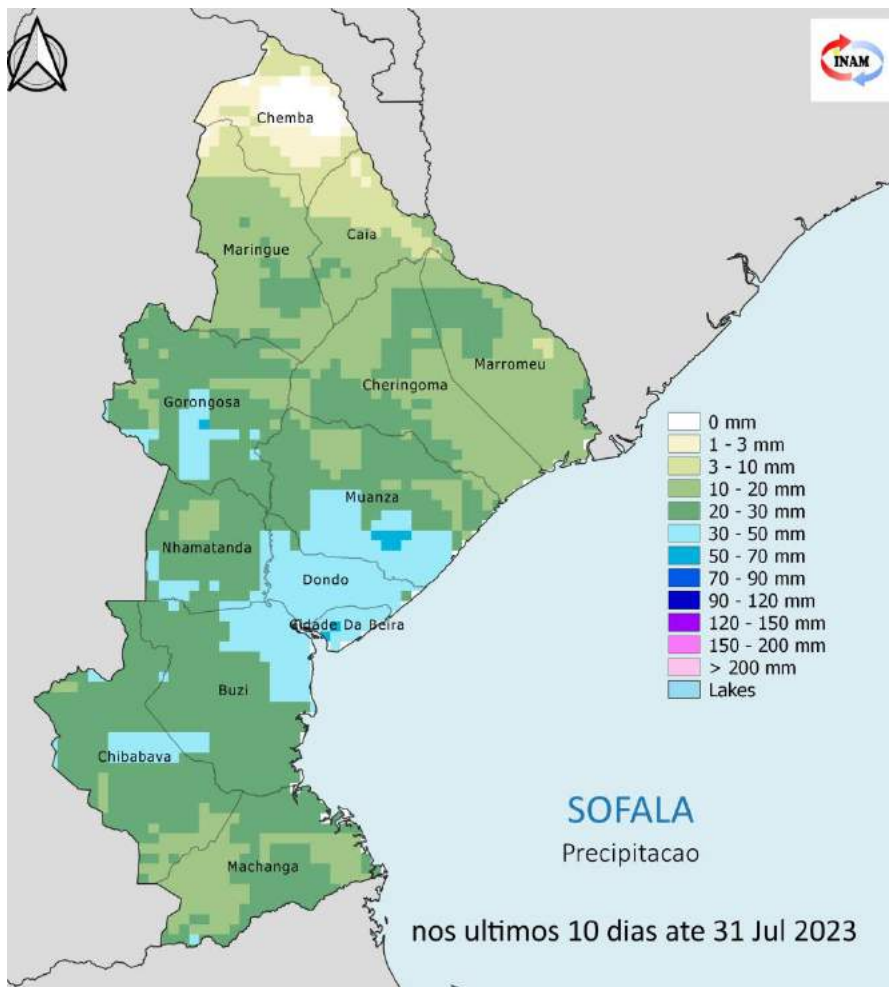 INAM
Chemba
Caia
Maringue
Marromeu
Cheringoma
Gorongosa
Muanza
Nhamatanda
Dondo
Cidade Da Beira
Buzi
Chibabava
Machanga
0 mm
1 - 3 mm
3 - 10 mm
10 - 20 mm
20 - 30 mm
30 - 50 mm
50 - 70 mm
70 - 90 mm
90 - 120 mm
120 - 150 mm
150 - 200 mm
> 200 mm
Lakes
SOFALA
Precipitacao
nos ultimos 10 dias ate 31 Jul 2023